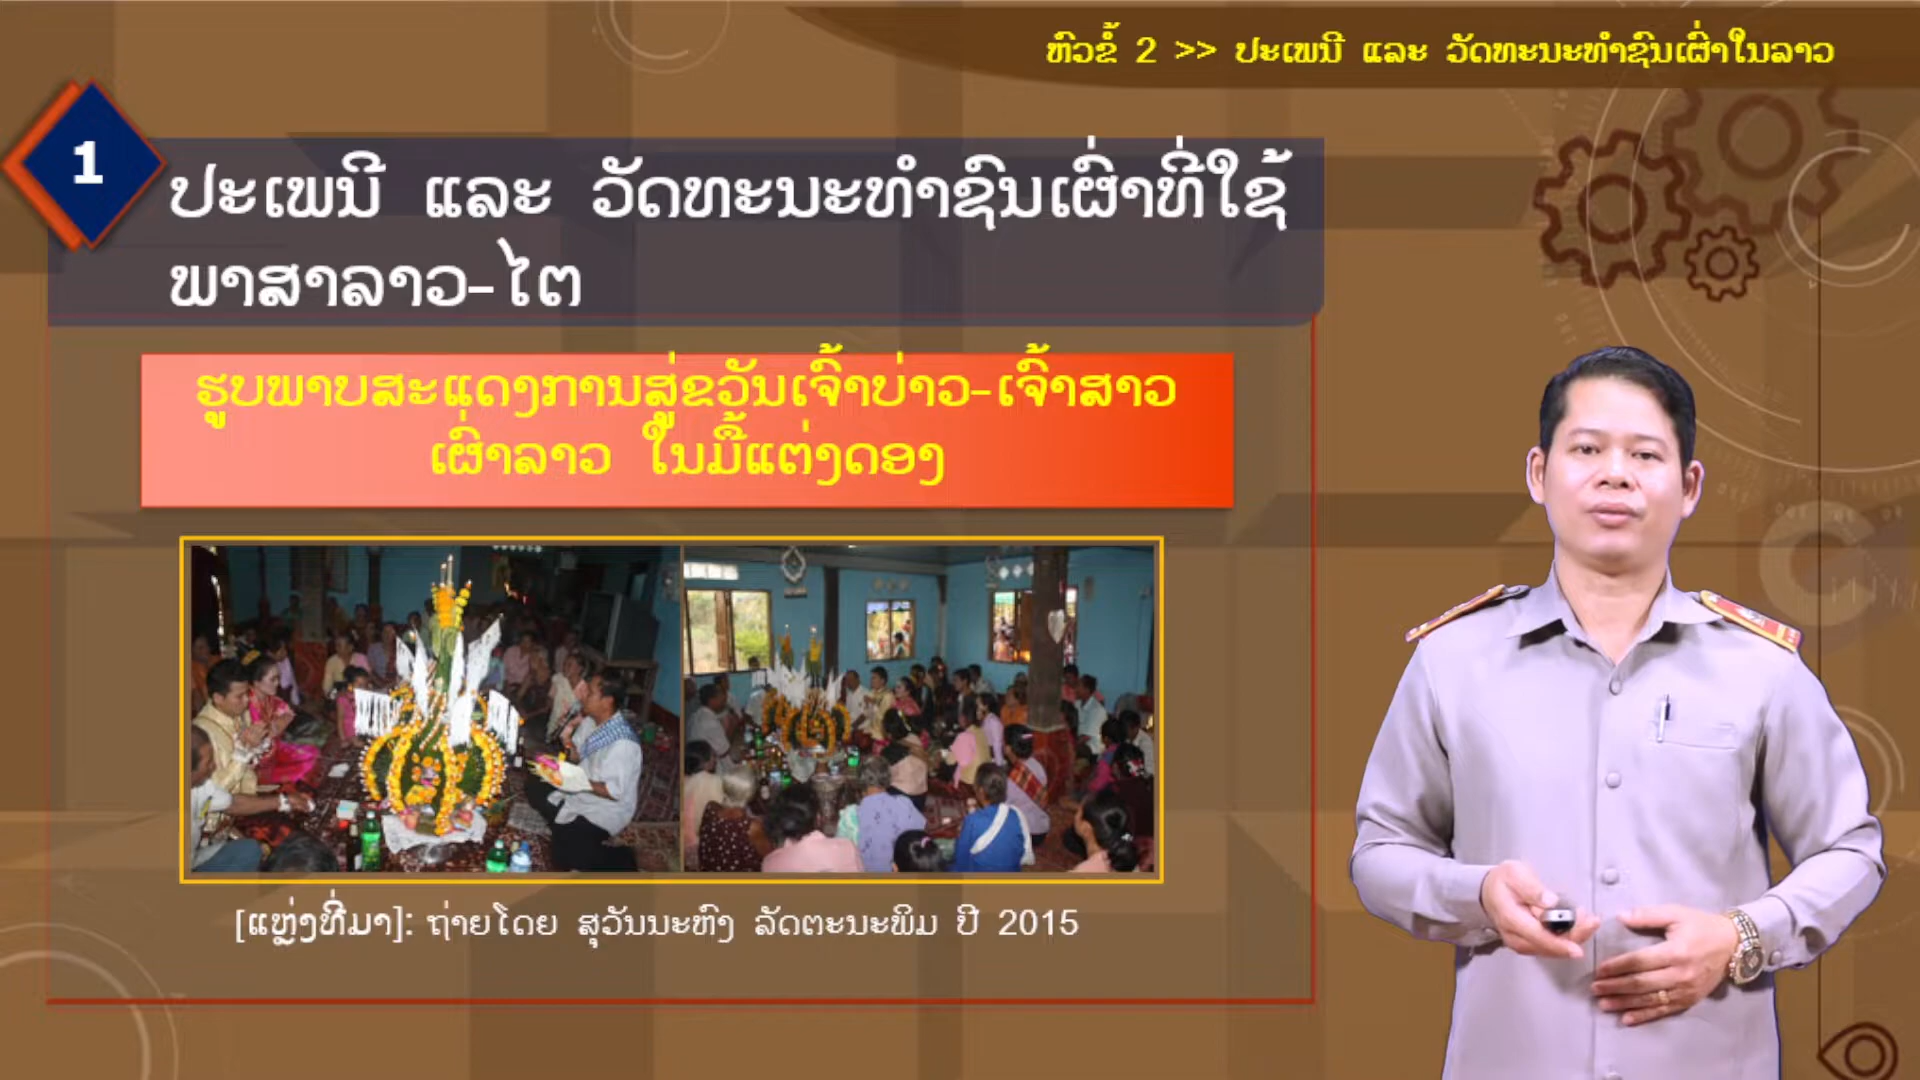 ຫົວຂໍ້ 2 >> ປະເພນີ ແລະ ວັດທະນະທຳຊົນເຜົ່າໃນລາວ
1
ປະເພນີ ແລະ ວັດທະນະທຳຊົນເຜົ່າທີ່ໃຊ້
ພາສາລາວ-ໄຕ
ຮູບພາບສະແດງການສູ່ຂວັນເຈົ້າບ່າວ-ເຈົ້າສາວ
ເຜົ່າລາວ ໃນມື້ແຕ່ງດອງ
[ແຫຼ່ງທີ່ມາ]: ຖ່າຍໂດຍ ສຸວັນນະຫົງ ລັດຕະນະພິມ ປີ 2015